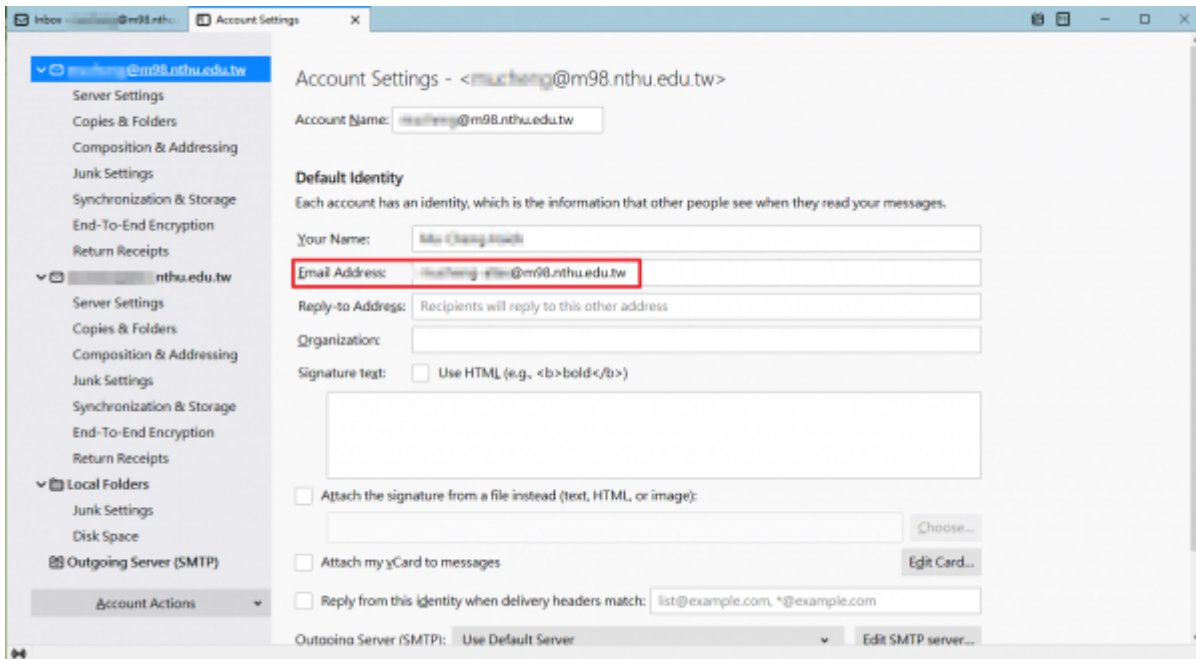 Inbox @m98.nthu
Account Settings
@m98.nthu.edu.tw
Server Settings
Copies & Folders
Composition & Addressing
Junk Settings
Synchronization & Storage
End-To-End Encryption
Return Receipts
nthu.edu.tw
Server Settings
Copies & Folders
Composition & Addressing
Junk Settings
Synchronization & Storage
End-To-End Encryption
Return Receipts
Local Folders
Junk Settings
Disk Space
Outgoing Server (SMTP)
Account Actions
Account Settings - < @m98.nthu.edu.tw>
Account Name: @m98.nthu.edu.tw
Default Identity
Each account has an identity, which is the information that other people see when they read your messages.
Your Name:
Email Address: @m98.nthu.edu.tw
Reply-to Address: Recipients will reply to this other address
Organization:
Signature text: Use HTML (e.g., <b>bold</b>)
Attach the signature from a file instead (text, HTML, or image):
Choose...
Attach my vCard to messages Edit Card...
Reply from this identity when delivery headers match: list@example.com, *@example.com
Outgoing Server (SMTP): Use Default Server Edit SMTP server...